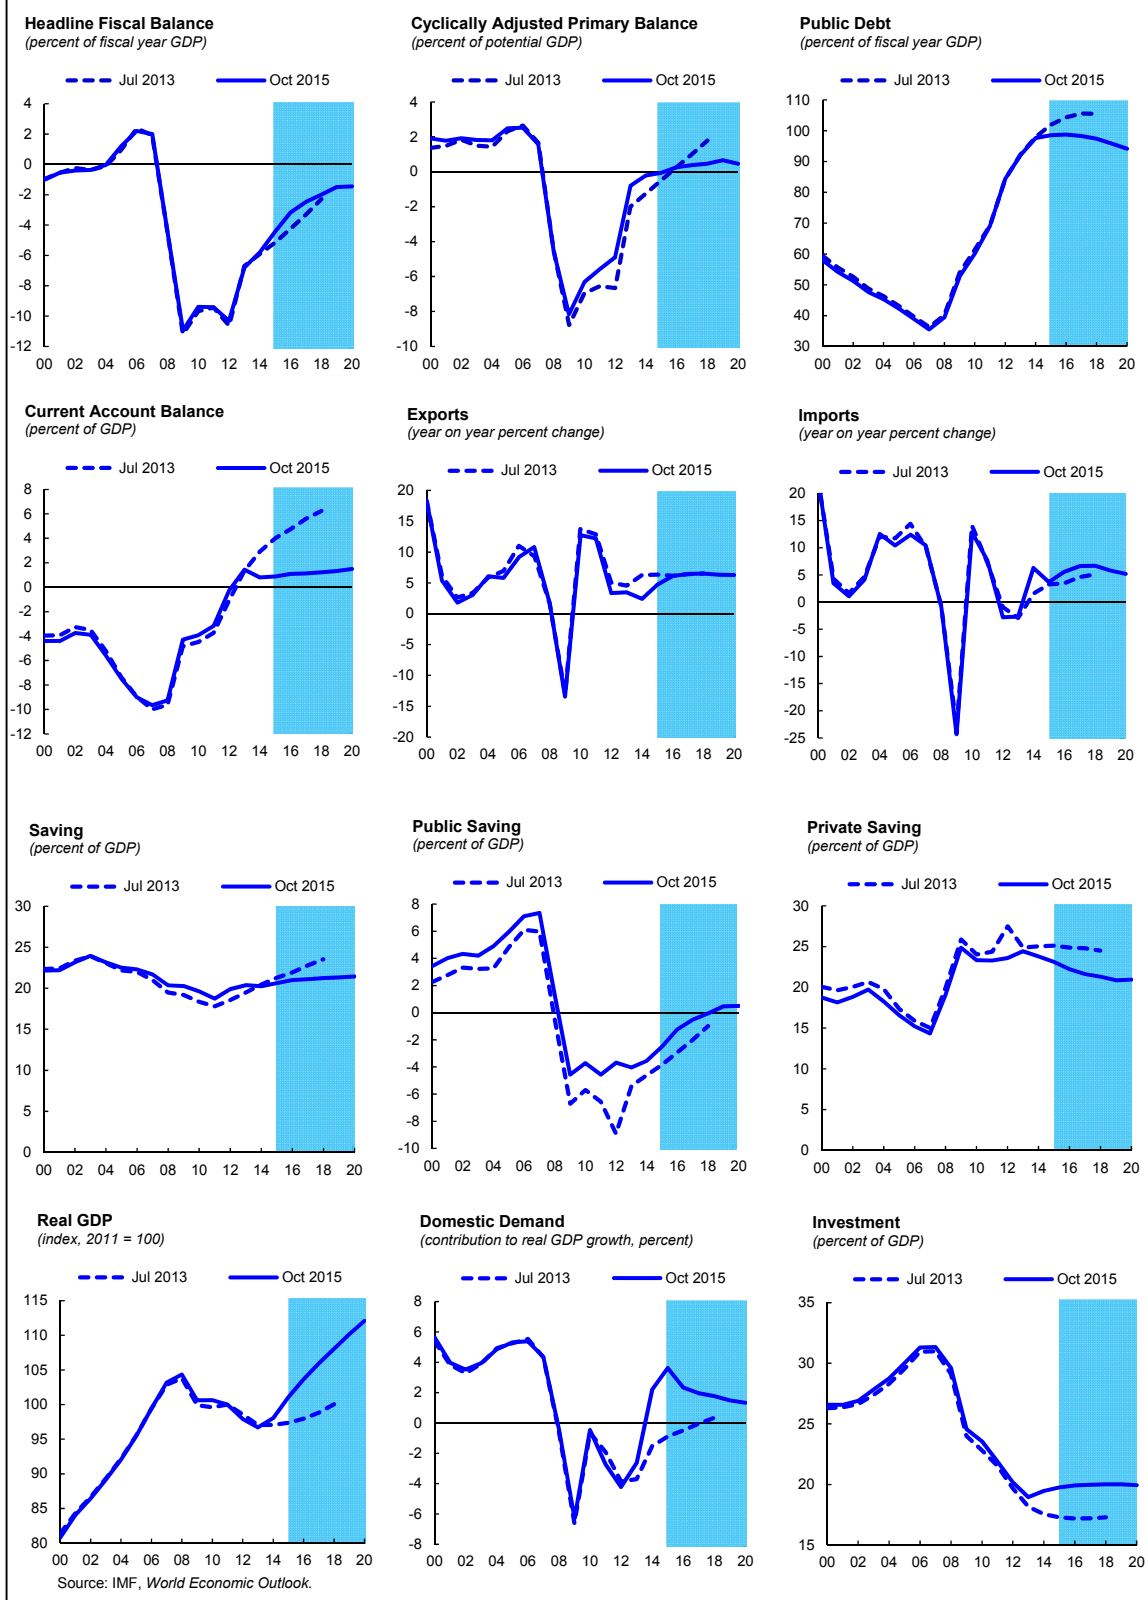 Headline Fiscal Balance
(percent of fiscal year GDP)
Jul 2013 Oct 2015
4
2
0
-2
-4
-6
-8
-10
-12
00 02 04 06 08 10 12 14 16 18 20
Cyclically Adjusted Primary Balance
(percent of potential GDP)
Jul 2013 Oct 2015
4
2
0
-2
-4
-6
-8
-10
00 02 04 06 08 10 12 14 16 18 20
Public Debt
(percent of fiscal year GDP)
Jul 2013 Oct 2015
110
100
90
80
70
60
50
40
30
00 02 04 06 08 10 12 14 16 18 20
Current Account Balance
(percent of GDP)
Jul 2013 Oct 2015
8
6
4
2
0
-2
-4
-6
-8
-10
-12
00 02 04 06 08 10 12 14 16 18 20
Exports
(year on year percent change)
Jul 2013 Oct 2015
20
15
10
5
0
-5
-10
-15
-20
00 02 04 06 08 10 12 14 16 18 20
Imports
(year on year percent change)
Jul 2013 Oct 2015
20
15
10
5
0
-5
-10
-15
-20
-25
00 02 04 06 08 10 12 14 16 18 20
Saving
(percent of GDP)
Jul 2013 Oct 2015
30
25
20
15
10
5
0
00 02 04 06 08 10 12 14 16 18 20
Public Saving
(percent of GDP)
Jul 2013 Oct 2015
8
6
4
2
0
-2
-4
-6
-8
-10
00 02 04 06 08 10 12 14 16 18 20
Private Saving
(percent of GDP)
Jul 2013 Oct 2015
30
25
20
15
10
5
0
00 02 04 06 08 10 12 14 16 18 20
Real GDP
(index, 2011 = 100)
Jul 2013 Oct 2015
115
110
105
100
95
90
85
80
00 02 04 06 08 10 12 14 16 18 20
Domestic Demand
(contribution to real GDP growth, percent)
Jul 2013 Oct 2015
8
6
4
2
0
-2
-4
-6
-8
00 02 04 06 08 10 12 14 16 18 20
Investment
(percent of GDP)
Jul 2013 Oct 2015
35
30
25
20
15
00 02 04 06 08 10 12 14 16 18 20
Source: IMF, World Economic Outlook.